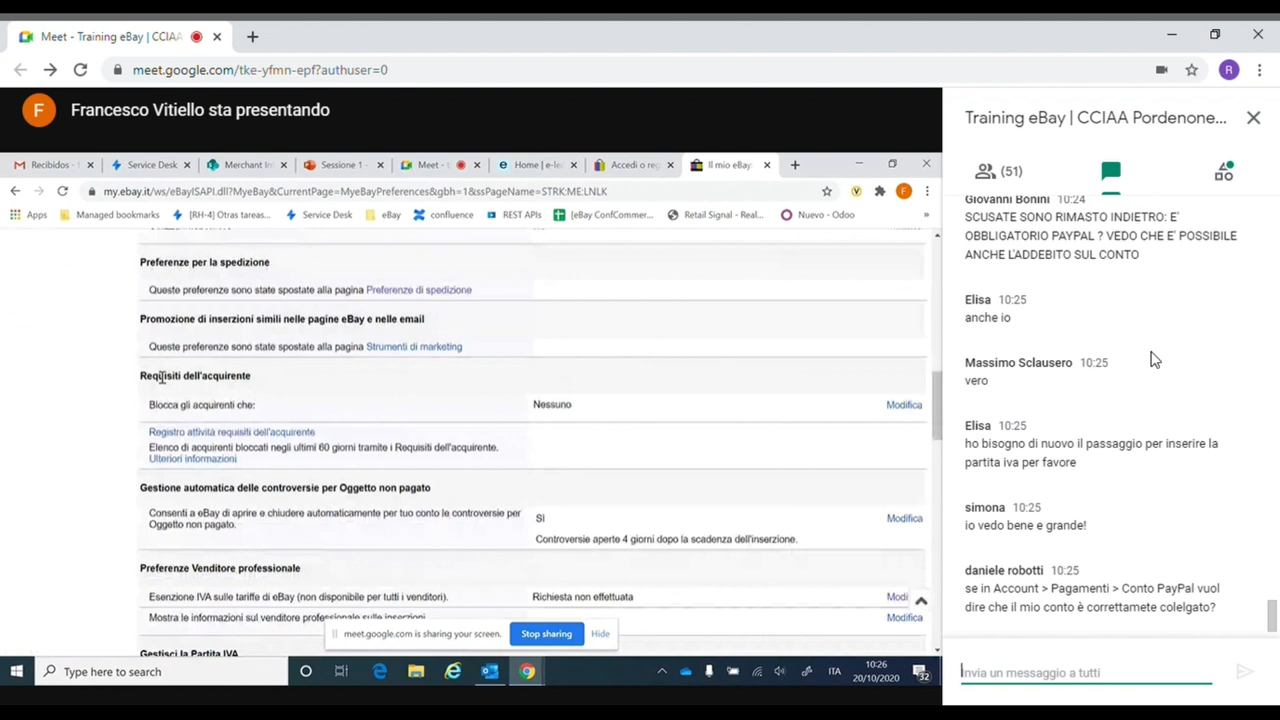 Meet - Training eBay | CCIAA
meet.google.com/tke-yfmn-epf?authuser=0
R
F
Francesco Vitiello sta presentando
Recibidos -
Service Desk
Merchant In
Sessione 1 -
Meet - t
Home | e-lea
Accedi o reg
Il mio eBay:
my.ebay.it/ws/eBayISAPI.dll?MyeBay&CurrentPage=MyeBayPreferences&gbh=1&ssPageName=STRK:ME:LNLK
F
Apps
Managed bookmarks
[RH-4] Otras tareas...
Service Desk
eBay
confluence
REST APIs
[eBay ConfCommer...
Retail Signal - Real...
Nuevo - Odoo
»
Preferenze per la spedizione
Queste preferenze sono state spostate alla pagina Preferenze di spedizione
Promozione di inserzioni simili nelle pagine eBay e nelle email
Queste preferenze sono state spostate alla pagina Strumenti di marketing
Requisiti dell'acquirente
Blocca gli acquirenti che: Nessuno Modifica
Registro attività requisiti dell'acquirente
Elenco di acquirenti bloccati negli ultimi 60 giorni tramite i Requisiti dell'acquirente.
Ulteriori informazioni
Gestione automatica delle controversie per Oggetto non pagato
Consenti a eBay di aprire e chiudere automaticamente per tuo conto le controversie per
Oggetto non pagato.
Sì Modifica
Controversie aperte 4 giorni dopo la scadenza dell'inserzione.
Preferenze Venditore professionale
Esenzione IVA sulle tariffe di eBay (non disponibile per tutti i venditori). Richiesta non effettuata Modi
Mostra le informazioni sul venditore professionale sulle inserzioni Modifica
Gestisci la Partita IVA
meet.google.com is sharing your screen. Stop sharing Hide
Type here to search
ITA
10:26
20/10/2020
32
Training eBay | CCIAA Pordenone...
(51)
Giovanni Bonini 10:24
SCUSATE SONO RIMASTO INDIETRO: E'
OBBLIGATORIO PAYPAL ? VEDO CHE E' POSSIBILE
ANCHE L'ADDEBITO SUL CONTO
Elisa 10:25
anche io
Massimo Sclausero 10:25
vero
Elisa 10:25
ho bisogno di nuovo il passaggio per inserire la
partita iva per favore
simona 10:25
io vedo bene e grande!
daniele robotti 10:25
se in Account > Pagamenti > Conto PayPal vuol
dire che il mio conto è correttamete colelgato?
Invia un messaggio a tutti